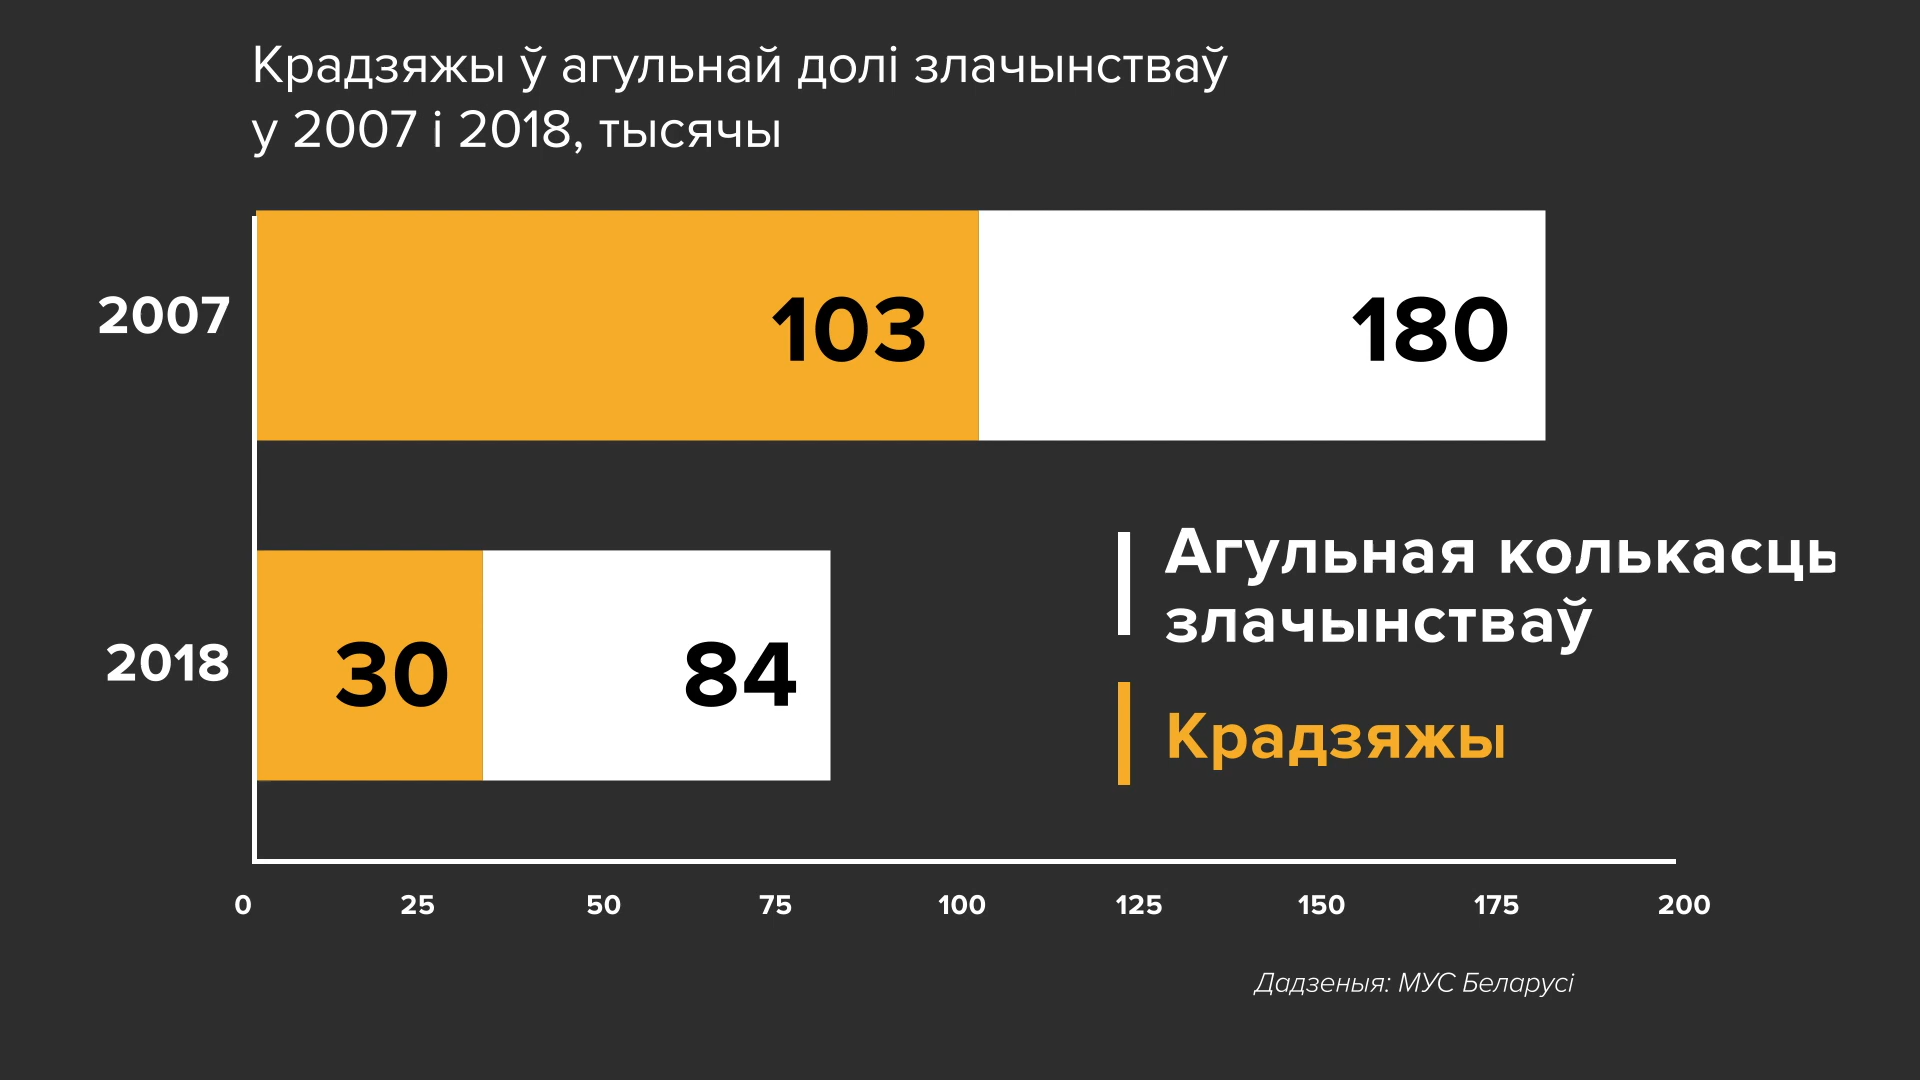 Крадзяжы ў агульнай долі злачынстваў
у 2007 і 2018, тысячы
2007
103
180
2018
30
84
Агульная колькасць
злачынстваў
Крадзяжы
0 25 50 75 100 125 150 175 200
Дадзеныя: МУС Беларусі